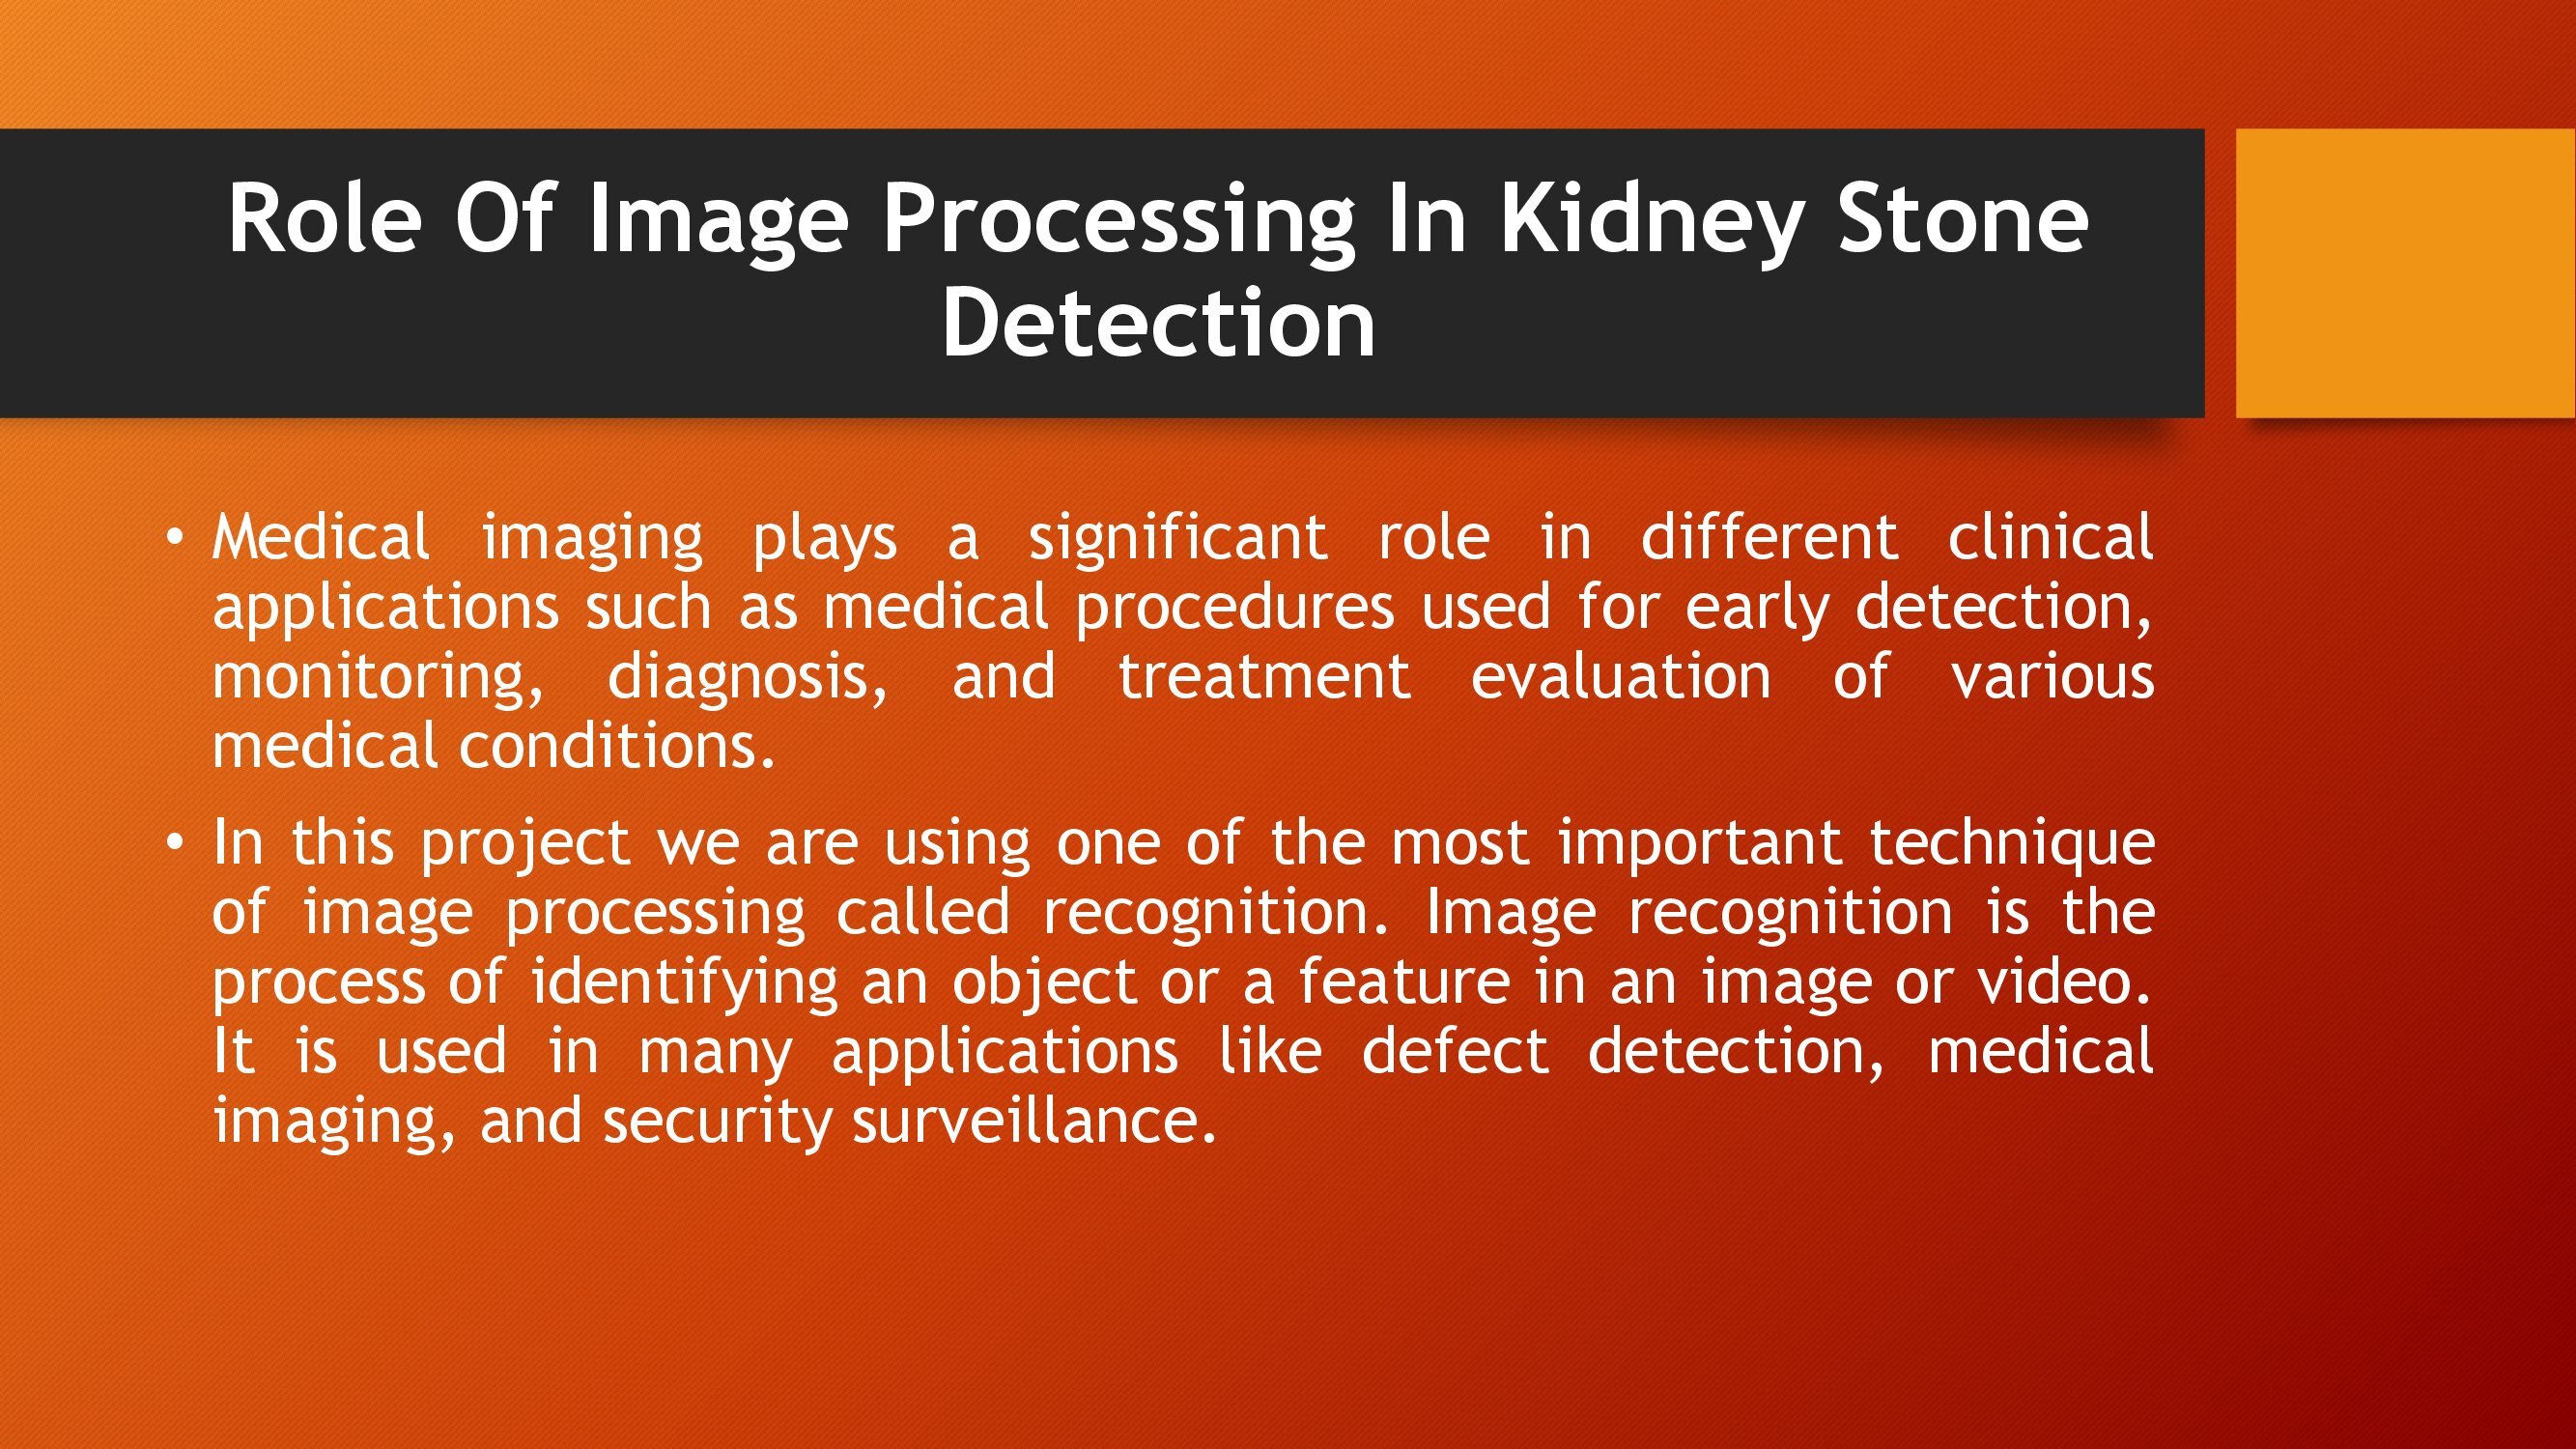 Role Of Image Processing In Kidney Stone
Detection
• Medical imaging plays a significant role in different clinical
applications such as medical procedures used for early detection,
monitoring, diagnosis, and treatment evaluation of various
medical conditions.
• In this project we are using one of the most important technique
of image processing called recognition. Image recognition is the
process of identifying an object or a feature in an image or video.
It is used in many applications like defect detection, medical
imaging, and security surveillance.